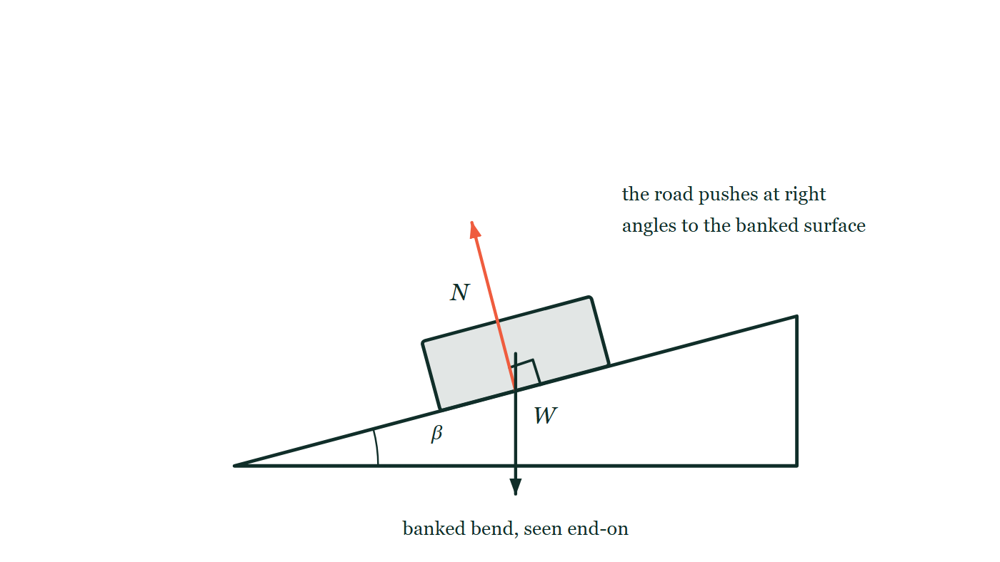 the road pushes at right
angles to the banked surface
N
W
β
banked bend, seen end-on